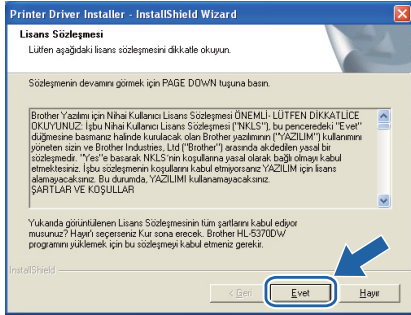 Printer Driver Installer - InstallShield Wizard
Lisans Sözleşmesi
Lütfen aşağıdaki lisans sözleşmesini dikkatle okuyun.
Sözleşmenin devamını görmek için PAGE DOWN tuşuna basın.
Brother Yazılımı için Nihai Kullanıcı Lisans Sözleşmesi ÖNEMLİ- LÜTFEN DİKKATLİCE
OKUYUNUZ: İşbu Nihai Kullanıcı Lisans Sözleşmesi ("NKLS"), bu penceredeki "Evet"
düğmesine basmanız halinde kurulacak olan Brother yazılımının ("YAZILIM") kullanımını
yöneten sizin ve Brother Industries, Ltd ("Brother") arasında akdedilen yasal bir
sözleşmedir. "Yes"e basarak NKLS'nin koşullarına yasal olarak bağlı olmayı kabul
etmektesiniz. İşbu sözleşmenin koşullarını kabul etmiyorsanız YAZILIM için lisans
alamayacaksınız. Bu durumda, YAZILIMI kullanamayacaksınız.
ŞARTLAR VE KOŞULLAR
Yukarıda görüntülenen Lisans Sözleşmesinin tüm şartlarını kabul ediyor
musunuz? Hayır'ı seçerseniz Kur sona erecek. Brother HL-5370DW
programını yüklemek için bu sözleşmeyi kabul etmeniz gerekir.
InstallShield
< Geri
Evet
Hayır